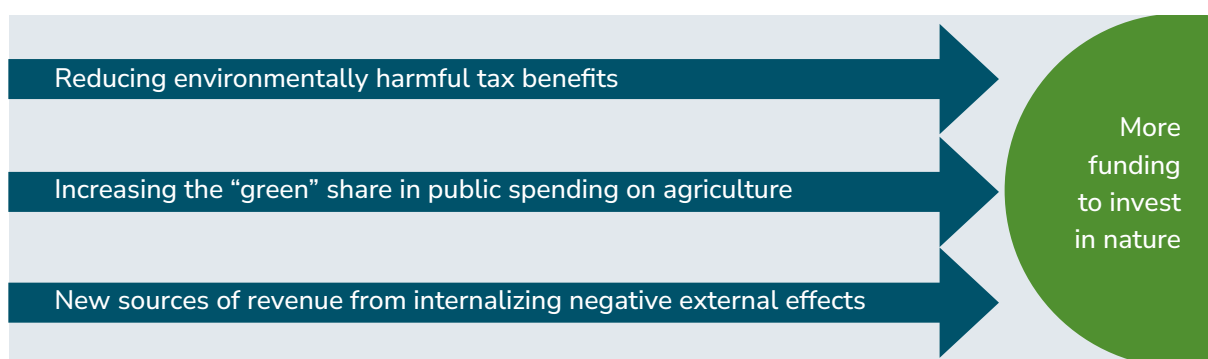 Reducing environmentally harmful tax benefits
Increasing the “green” share in public spending on agriculture
New sources of revenue from internalizing negative external effects
More
funding
to invest
in nature